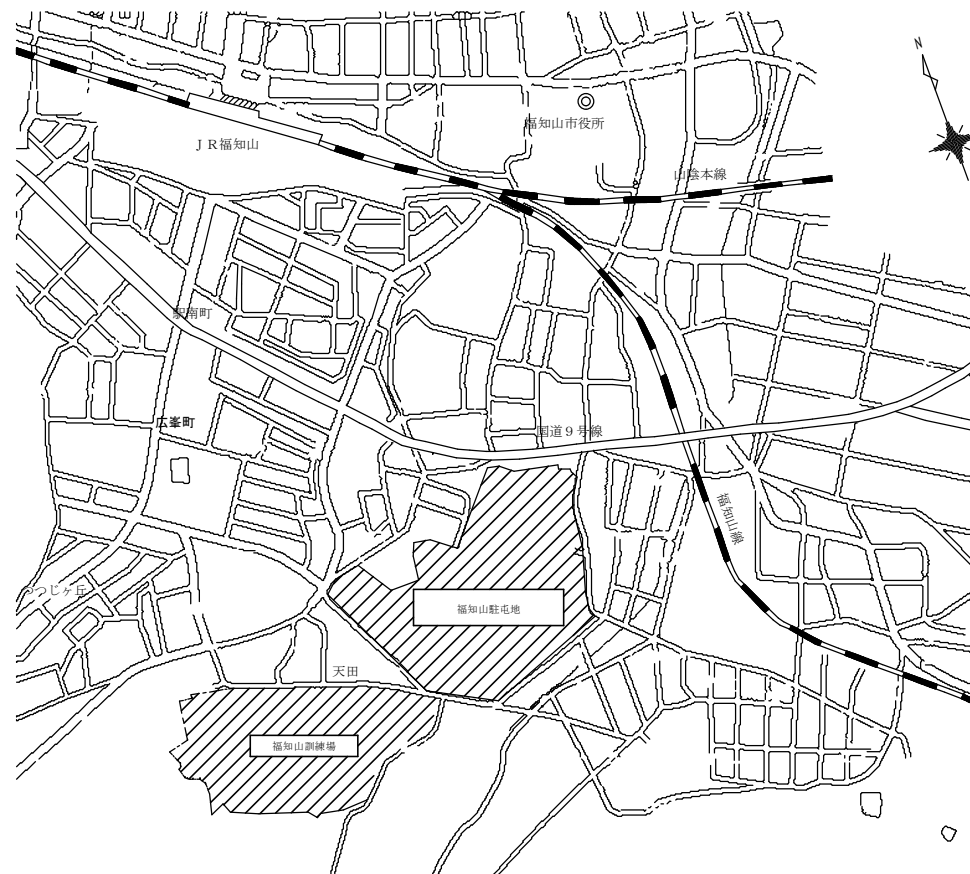 N
福知山市役所
ＪＲ福知山
山陰本線
駅南町
広峯町
国道９号線
福知山線
つつじヶ丘
福知山駐屯地
天田
福知山訓練場